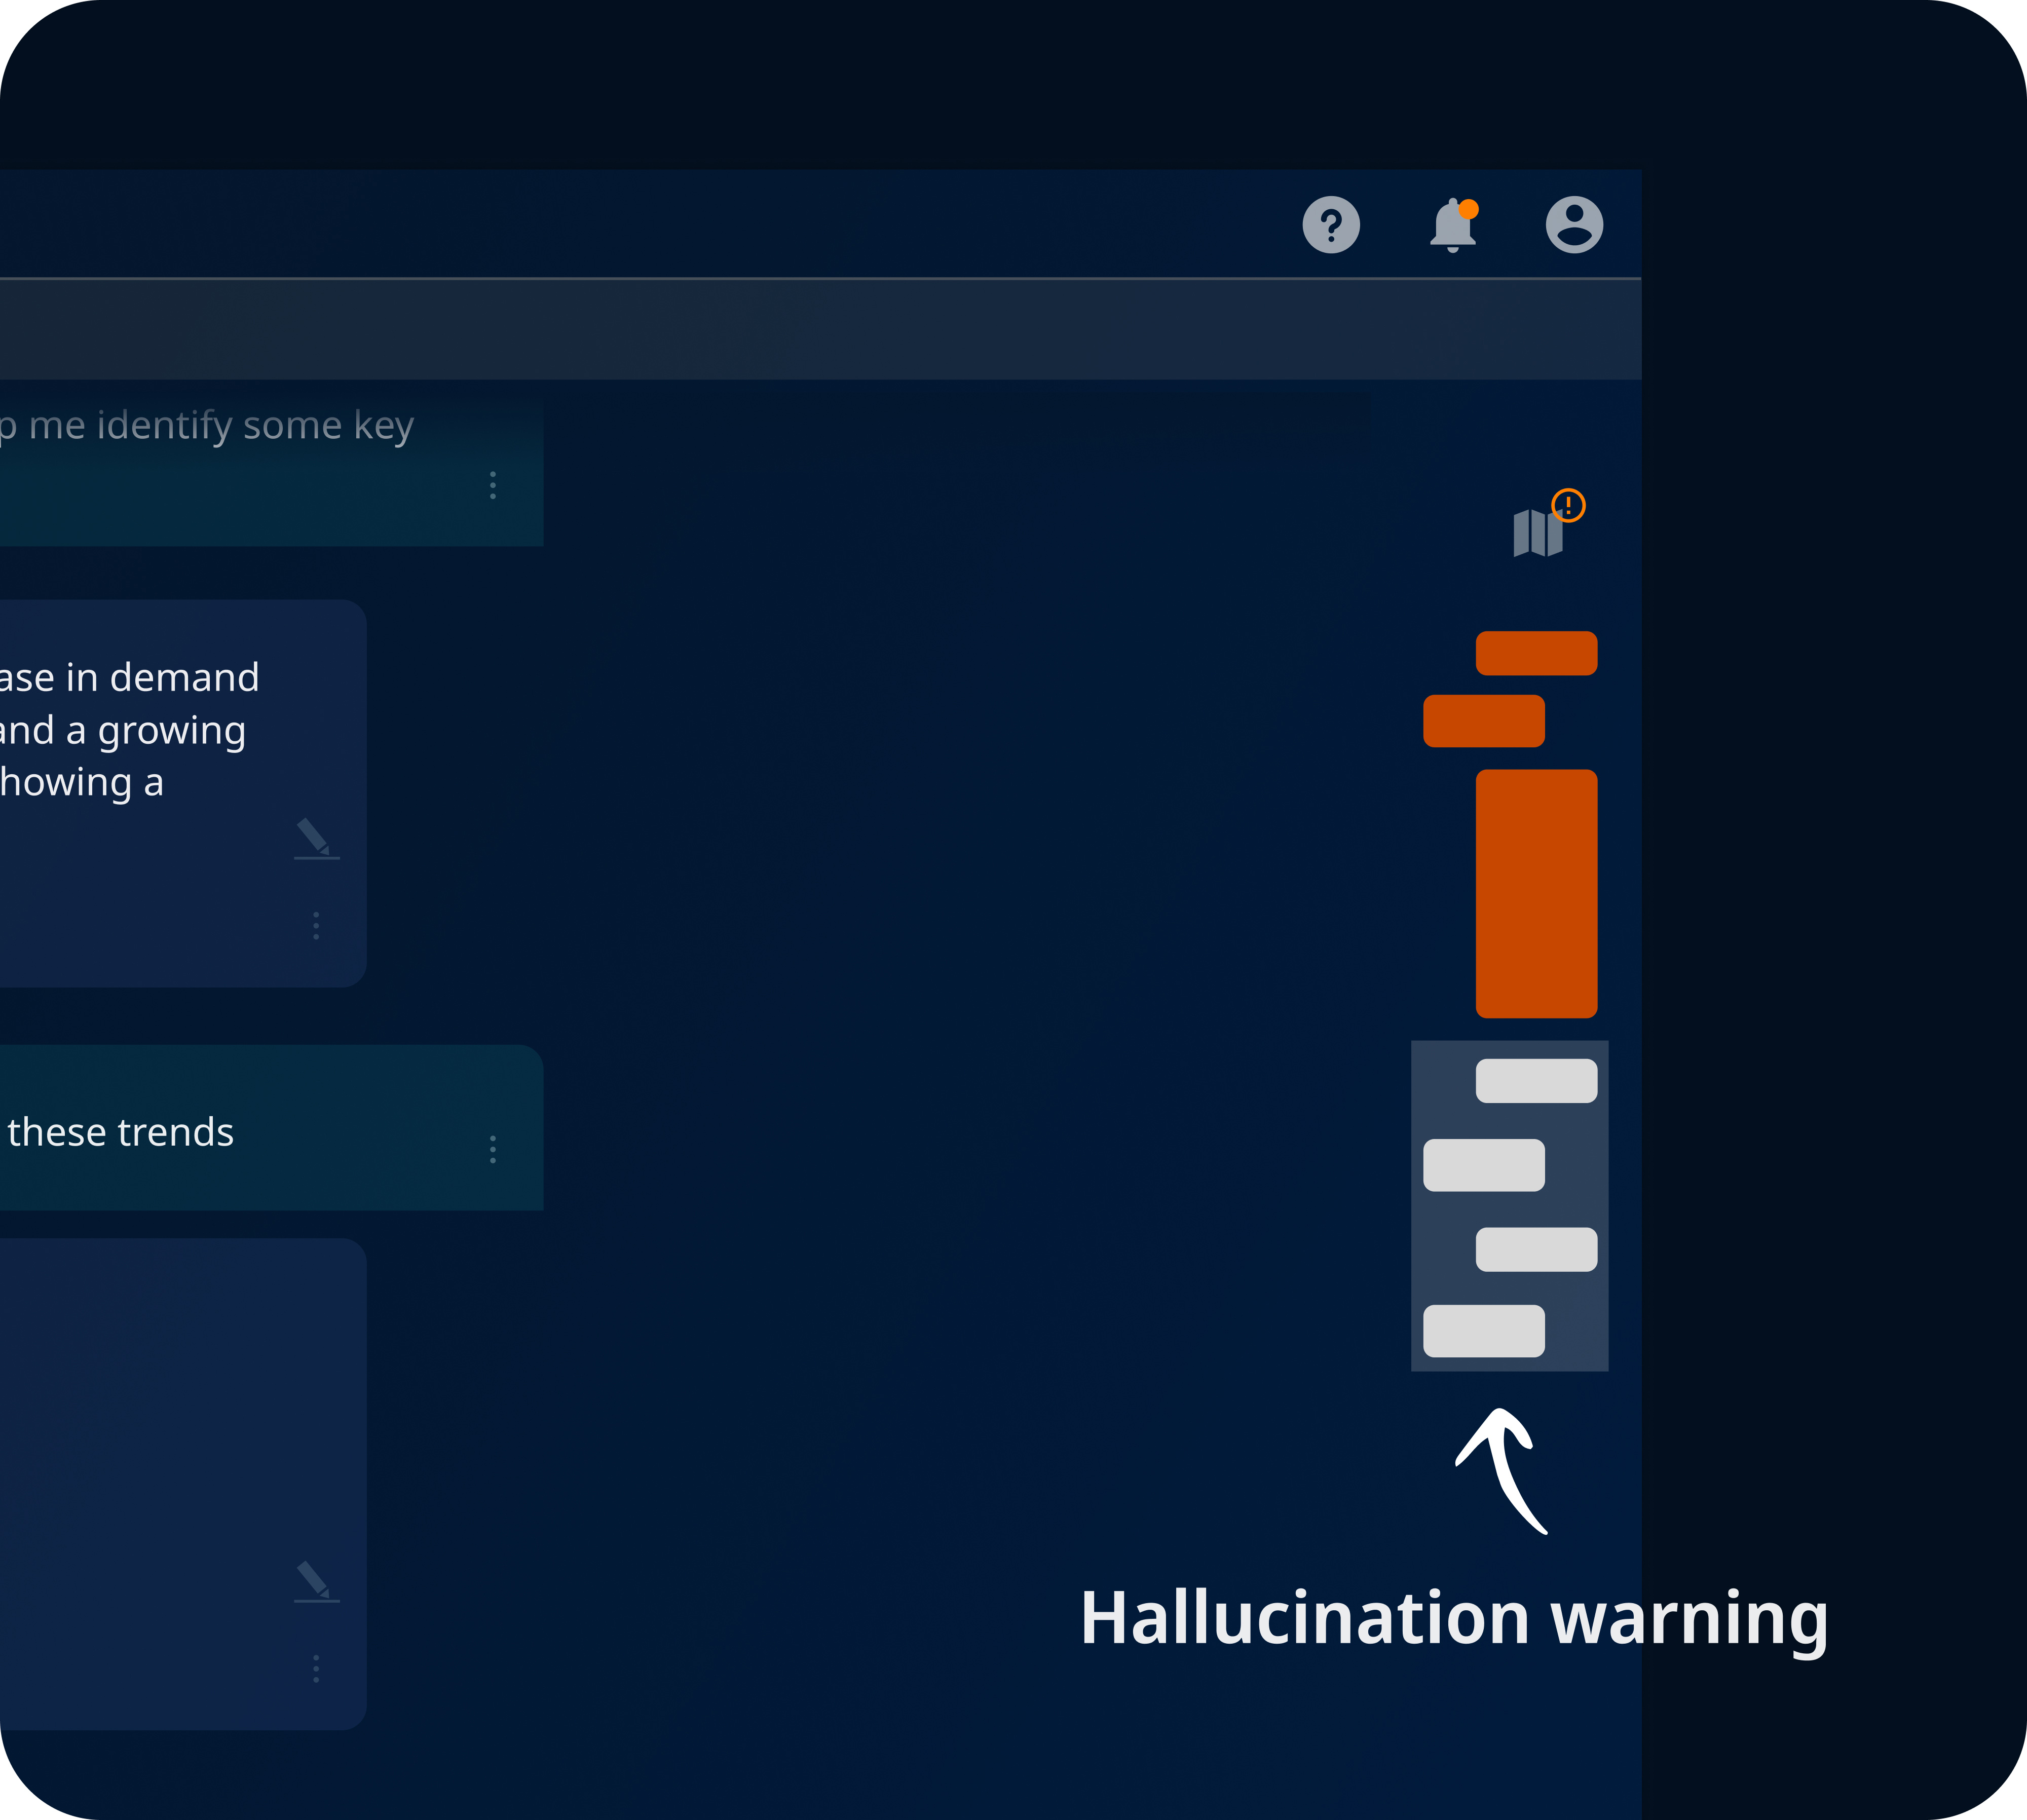 p me identify some key
ase in demand
and a growing
howing a
these trends
Hallucination warning